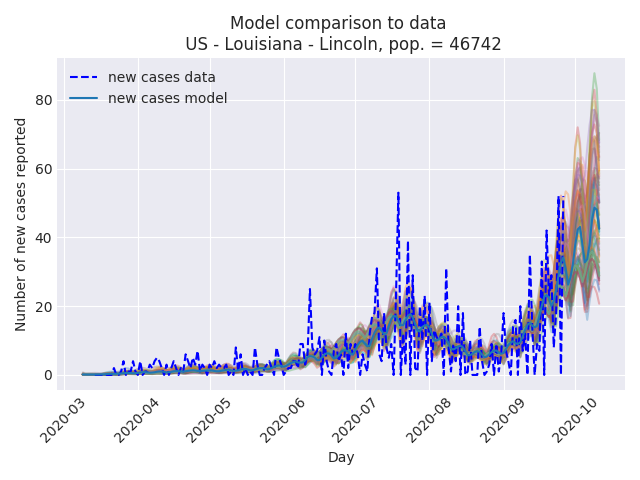 Model comparison to data
US - Louisiana - Lincoln, pop. = 46742
new cases data
new cases model
Number of new cases reported
80
60
40
20
0
2020-03
2020-04
2020-05
2020-06
2020-07
2020-08
2020-09
2020-10
Day